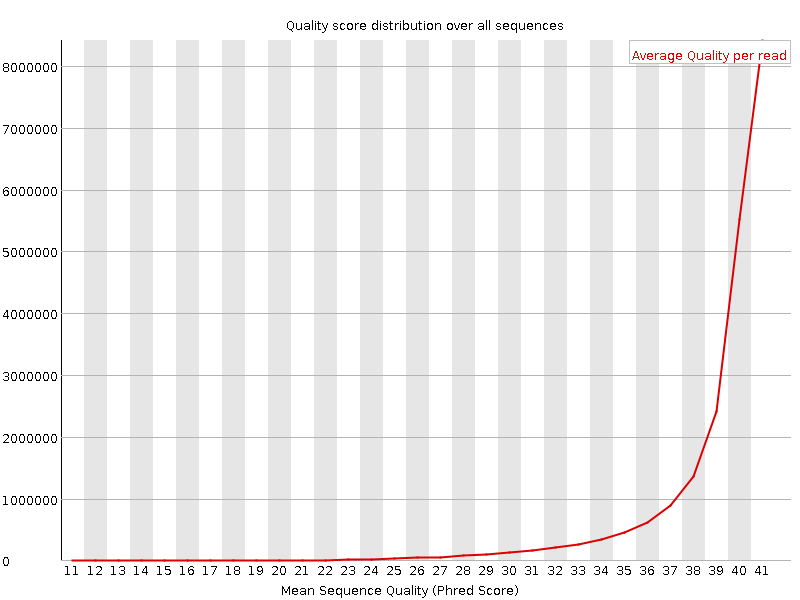 Quality score distribution over all sequences
Average Quality per read
8000000
7000000
6000000
5000000
4000000
3000000
2000000
1000000
0
11 12 13 14 15 16 17 18 19 20 21 22 23 24 25 26 27 28 29 30 31 32 33 34 35 36 37 38 39 40 41
Mean Sequence Quality (Phred Score)